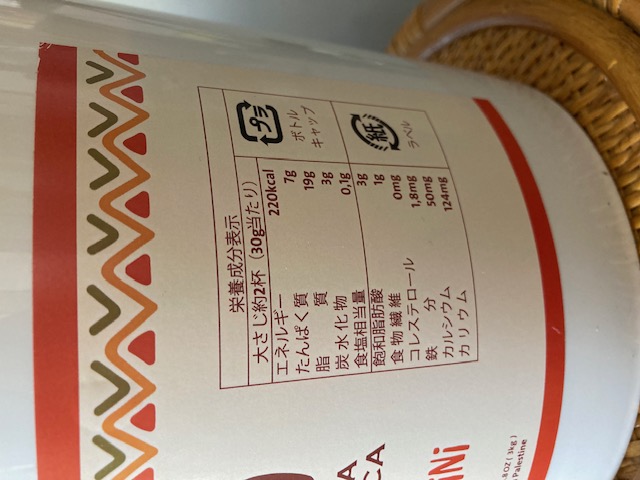 栄養成分表示
大さじ約2杯（30g当たり）
エネルギー 220kcal
たんぱく質 7g
脂質 19g
炭水化物 3g
食塩相当量 0,1g
飽和脂肪酸 3g
食物繊維 1g
コレステロール 0mg
鉄分 1,8mg
カルシウム 50mg
カリウム 124mg
プラ
ボトル
キャップ
紙
ラベル
( 3kg )
Palestine